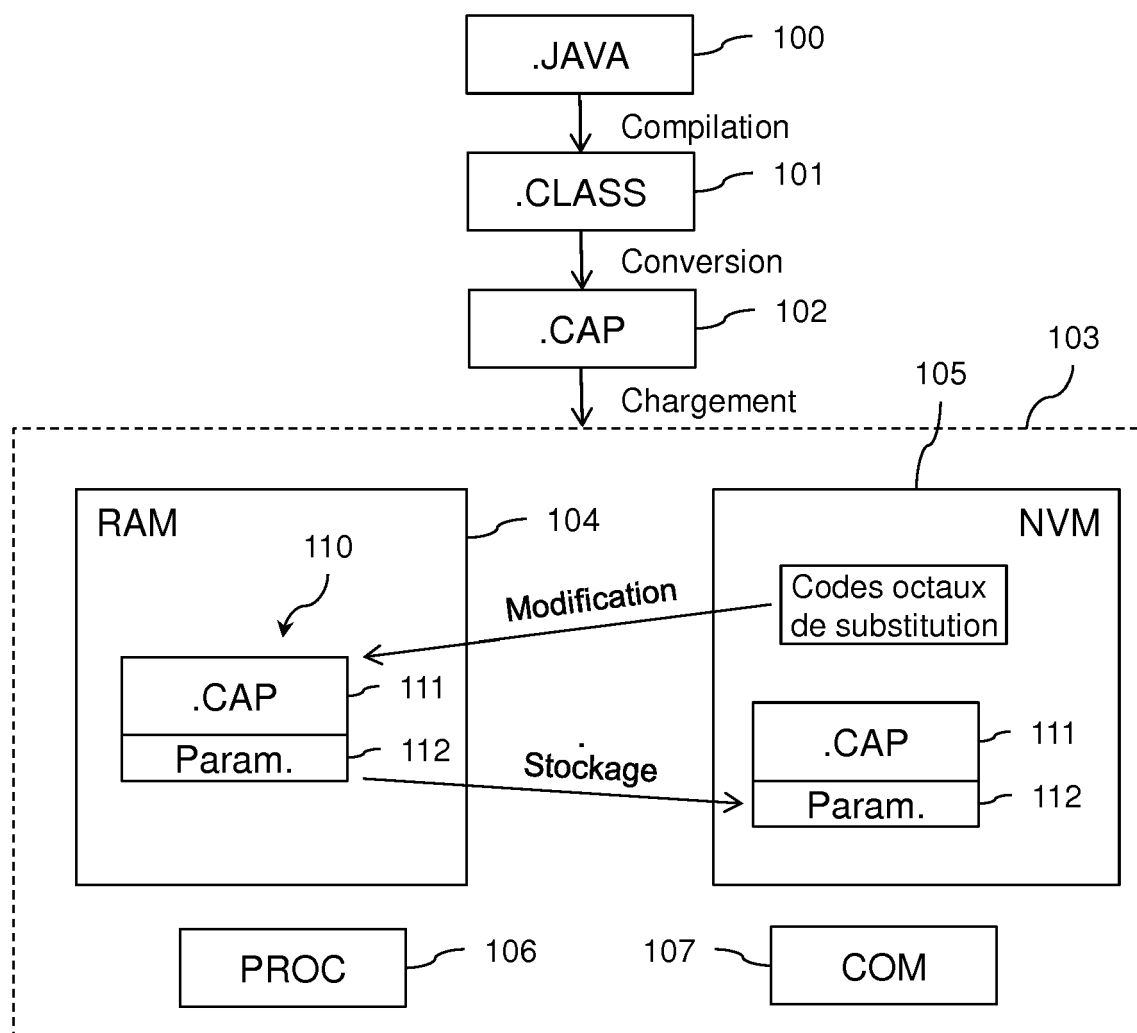 .JAVA
100
Compilation
.CLASS
101
Conversion
.CAP
102
Chargement
103
105
RAM
104
NVM
110
Modification
Codes octaux
de substitution
.CAP
111
Param.
112
Stockage
.CAP
111
Param.
112
PROC
106
107
COM